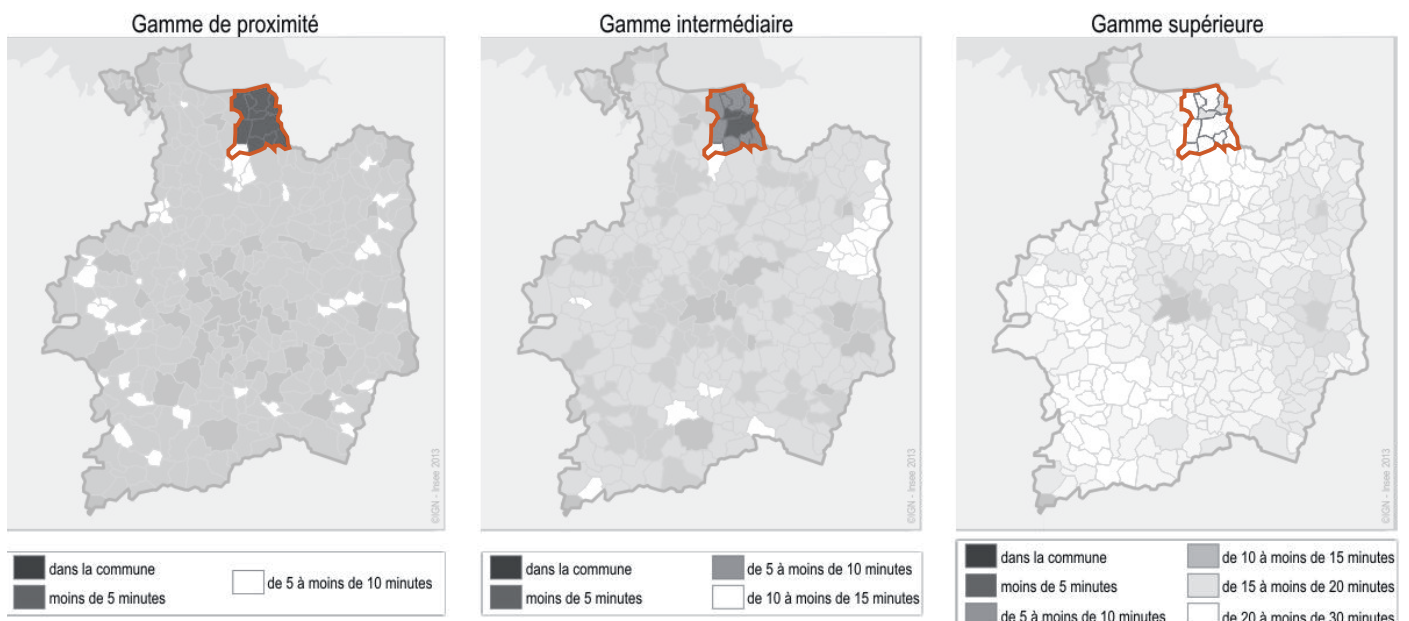 Gamme de proximité
©IGN - Insee 2013
dans la commune
moins de 5 minutes
de 5 à moins de 10 minutes
Gamme intermédiaire
©IGN - Insee 2013
dans la commune
moins de 5 minutes
de 5 à moins de 10 minutes
de 10 à moins de 15 minutes
Gamme supérieure
©IGN - Insee 2013
dans la commune
moins de 5 minutes
de 5 à moins de 10 minutes
de 10 à moins de 15 minutes
de 15 à moins de 20 minutes
de 20 à moins de 30 minutes